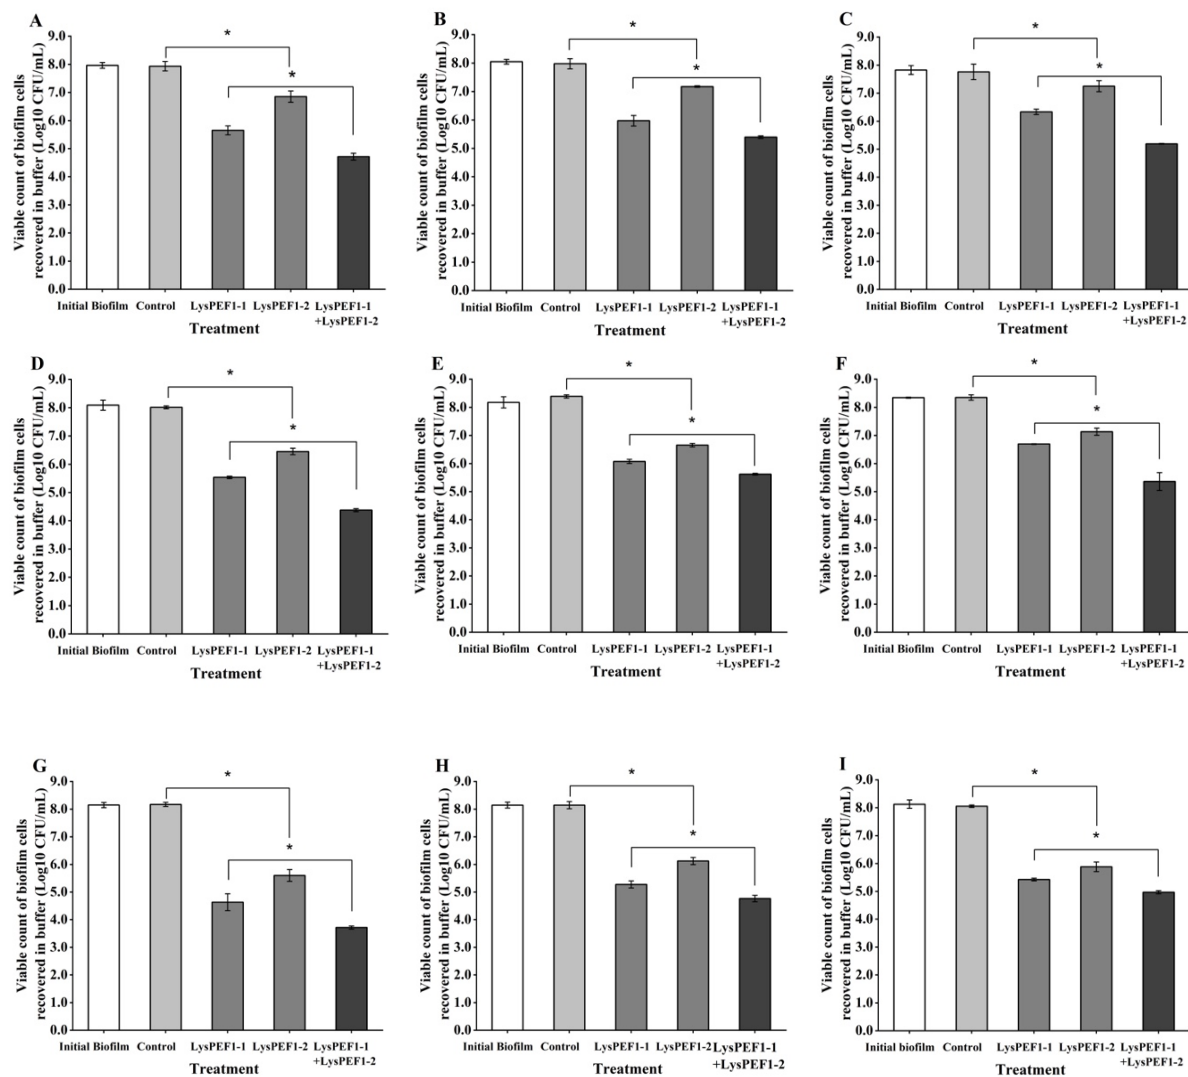 A
Viable count of biofilm cells
recovered in buffer (Log10 CFU/mL)
9.0
8.0
7.0
6.0
5.0
4.0
3.0
2.0
1.0
0.0
*
*
Initial Biofilm Control LysPEF1-1 LysPEF1-2 LysPEF1-1
+LysPEF1-2
Treatment
B
Viable count of biofilm cells
recovered in buffer (Log10 CFU/mL)
9.0
8.0
7.0
6.0
5.0
4.0
3.0
2.0
1.0
0.0
*
*
Initial Biofilm Control LysPEF1-1 LysPEF1-2 LysPEF1-1
+LysPEF1-2
Treatment
C
Viable count of biofilm cells
recovered in buffer (Log10 CFU/mL)
9.0
8.0
7.0
6.0
5.0
4.0
3.0
2.0
1.0
0.0
*
*
Initial Biofilm Control LysPEF1-1 LysPEF1-2 LysPEF1-1
+LysPEF1-2
Treatment
D
Viable count of biofilm cells
recovered in buffer (Log10 CFU/mL)
9.0
8.0
7.0
6.0
5.0
4.0
3.0
2.0
1.0
0.0
*
*
Initial Biofilm Control LysPEF1-1 LysPEF1-2 LysPEF1-1
+LysPEF1-2
Treatment
E
Viable count of biofilm cells
recovered in buffer (Log10 CFU/mL)
9.0
8.0
7.0
6.0
5.0
4.0
3.0
2.0
1.0
0.0
*
*
Initial Biofilm Control LysPEF1-1 LysPEF1-2 LysPEF1-1
+LysPEF1-2
Treatment
F
Viable count of biofilm cells
recovered in buffer (Log10 CFU/mL)
9.0
8.0
7.0
6.0
5.0
4.0
3.0
2.0
1.0
0.0
*
*
Initial Biofilm Control LysPEF1-1 LysPEF1-2 LysPEF1-1
+LysPEF1-2
Treatment
G
Viable count of biofilm cells
recovered in buffer (Log10 CFU/mL)
9.0
8.0
7.0
6.0
5.0
4.0
3.0
2.0
1.0
0.0
*
*
Initial Biofilm Control LysPEF1-1 LysPEF1-2 LysPEF1-1
+LysPEF1-2
Treatment
H
Viable count of biofilm cells
recovered in buffer (Log10 CFU/mL)
9.0
8.0
7.0
6.0
5.0
4.0
3.0
2.0
1.0
0.0
*
*
Initial Biofilm Control LysPEF1-1 LysPEF1-2 LysPEF1-1
+LysPEF1-2
Treatment
I
Viable count of biofilm cells
recovered in buffer (Log10 CFU/mL)
9.0
8.0
7.0
6.0
5.0
4.0
3.0
2.0
1.0
0.0
*
*
Initial biofilm Control LysPEF1-1 LysPEF1-2 LysPEF1-1
+LysPEF1-2
Treatment